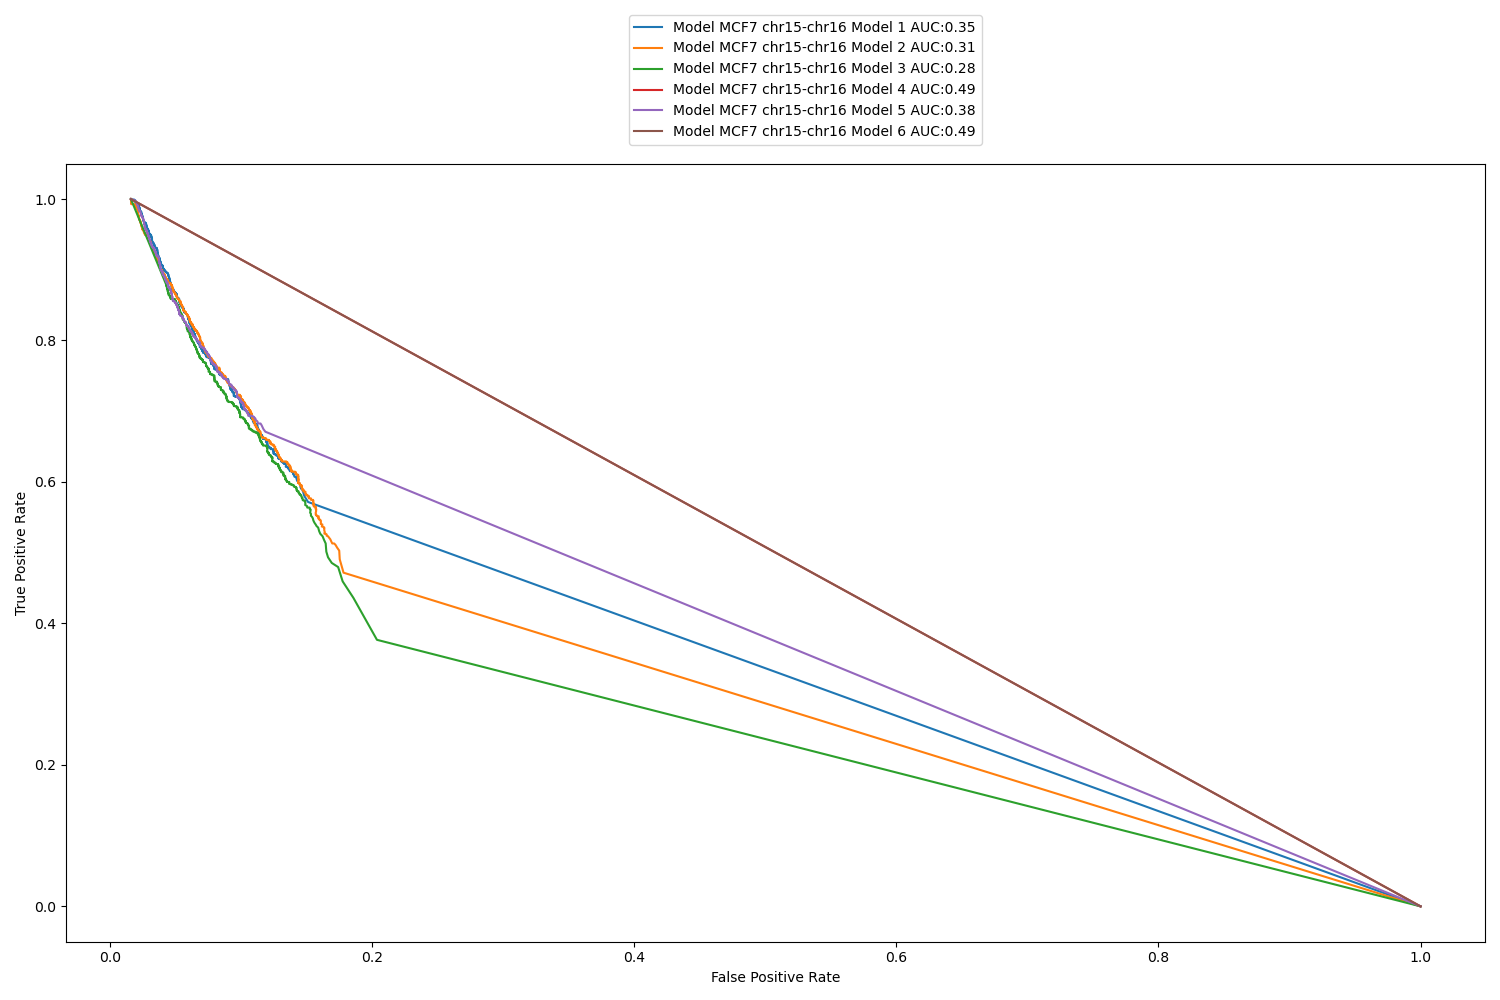 Model MCF7 chr15-chr16 Model 1 AUC:0.35
Model MCF7 chr15-chr16 Model 2 AUC:0.31
Model MCF7 chr15-chr16 Model 3 AUC:0.28
Model MCF7 chr15-chr16 Model 4 AUC:0.49
Model MCF7 chr15-chr16 Model 5 AUC:0.38
Model MCF7 chr15-chr16 Model 6 AUC:0.49
1.0
0.8
0.6
0.4
0.2
0.0
True Positive Rate
0.0 0.2 0.4 0.6 0.8 1.0
False Positive Rate